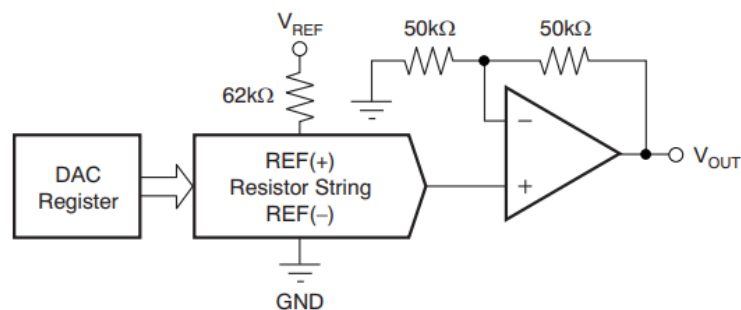 V_REF
50kΩ
50kΩ
62kΩ
DAC
Register
REF(+)
Resistor String
REF(−)
−
+
V_OUT
GND